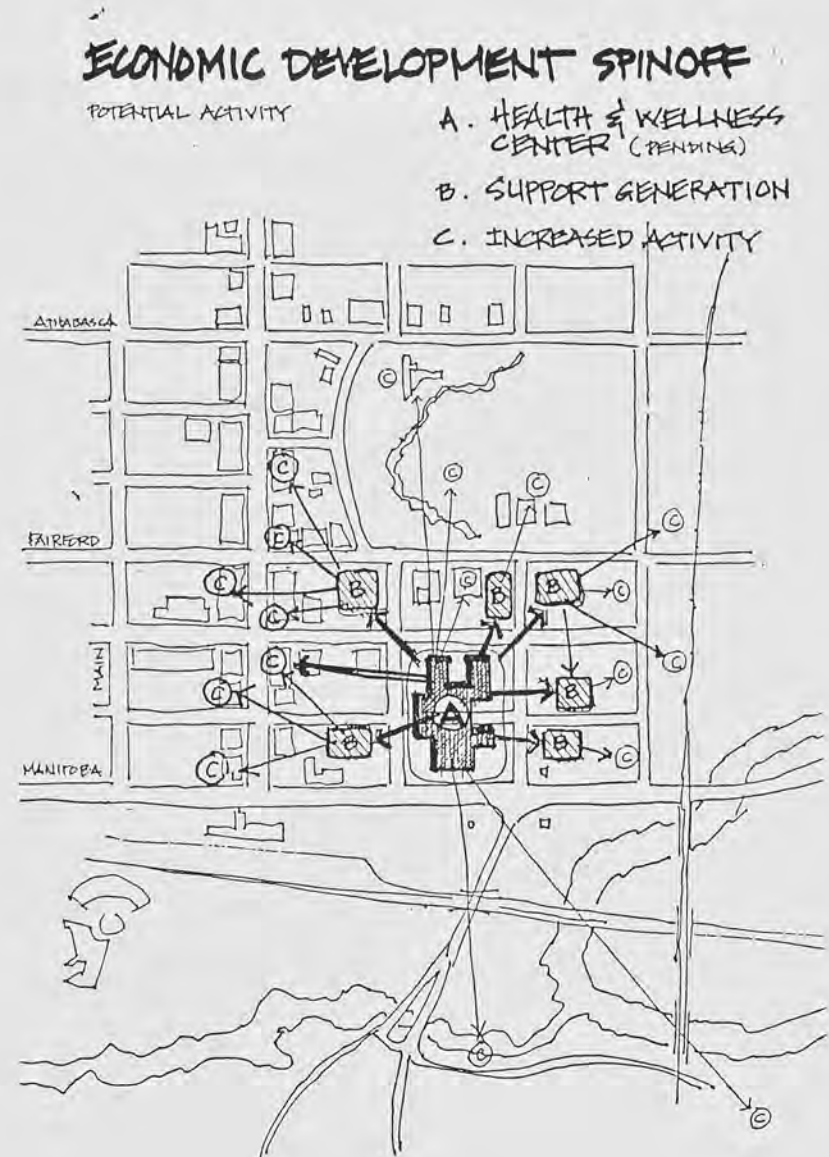 ECONOMIC DEVELOPMENT SPINOFF
POTENTIAL ACTIVITY
A. HEALTH & WELLNESS
CENTER (PENDING)
B. SUPPORT GENERATION
C. INCREASED ACTIVITY
ATHABASCA
C
C
C
C
C
FAIRFORD
C
B
C
B
B
C
C
C
C
MAIN
C
C
B
A
B
B
C
MANITOBA
C
C